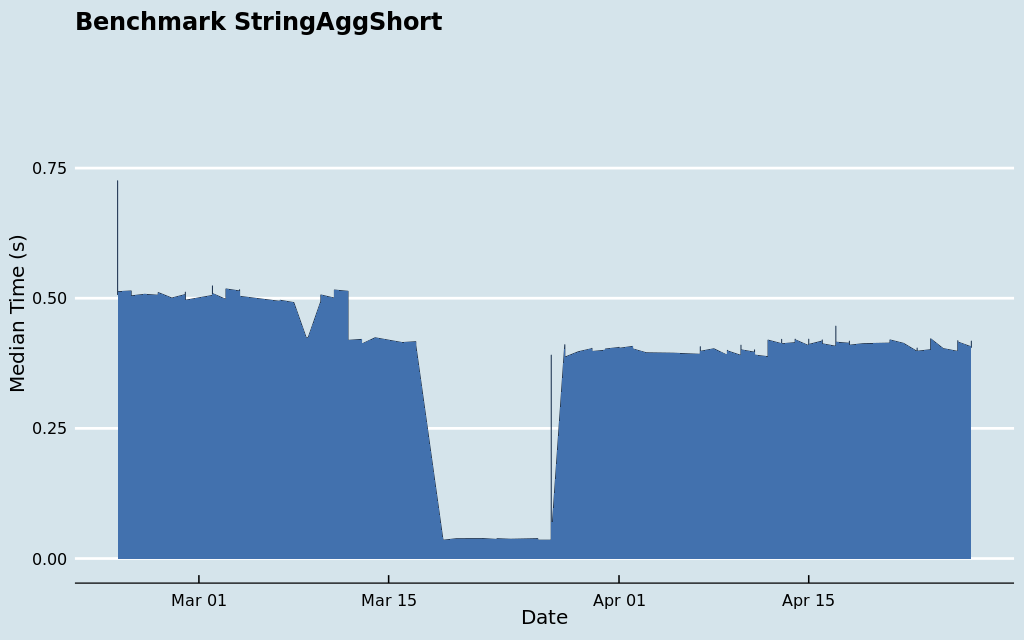 Benchmark StringAggShort
Median Time (s)
0.75
0.50
0.25
0.00
Mar 01
Mar 15
Apr 01
Apr 15
Date